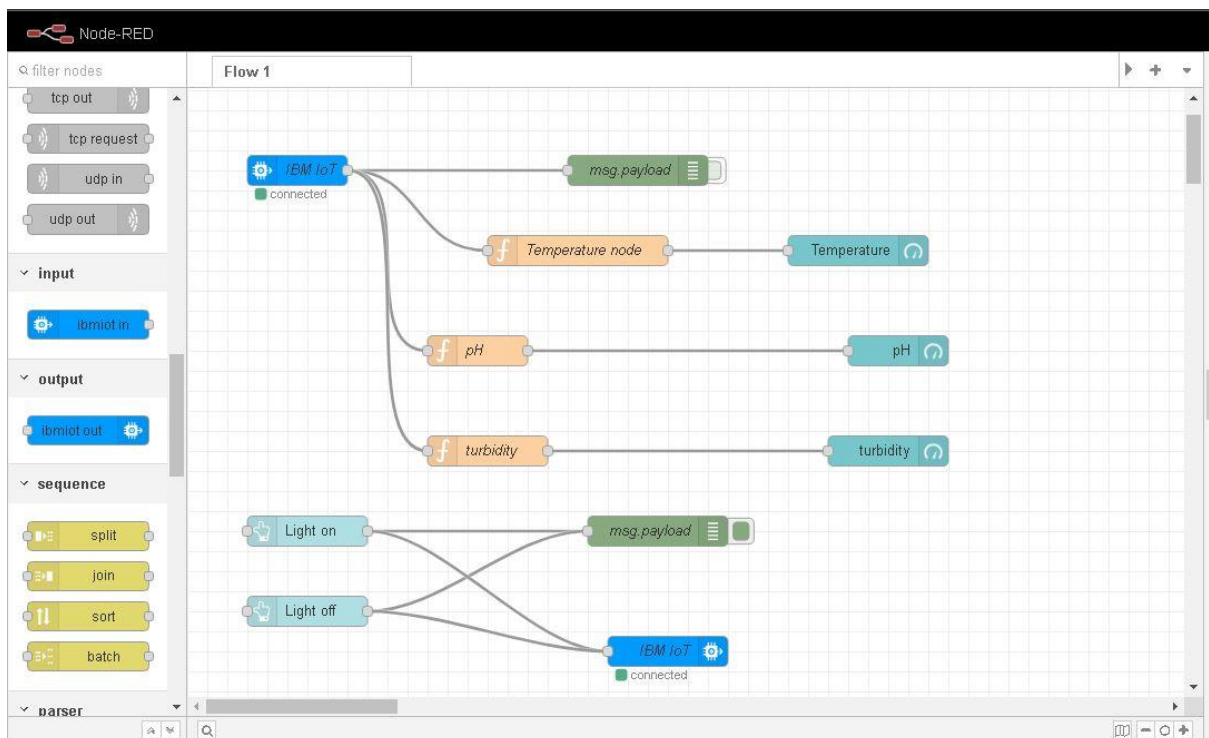 Node-RED
filter nodes
Flow 1
tcp out
tcp request
udp in
udp out
input
ibmiot in
output
ibmiot out
sequence
split
join
sort
batch
parser
IBM IoT
connected
msg.payload
Temperature node
Temperature
pH
pH
turbidity
turbidity
Light on
msg.payload
Light off
IBM IoT
connected